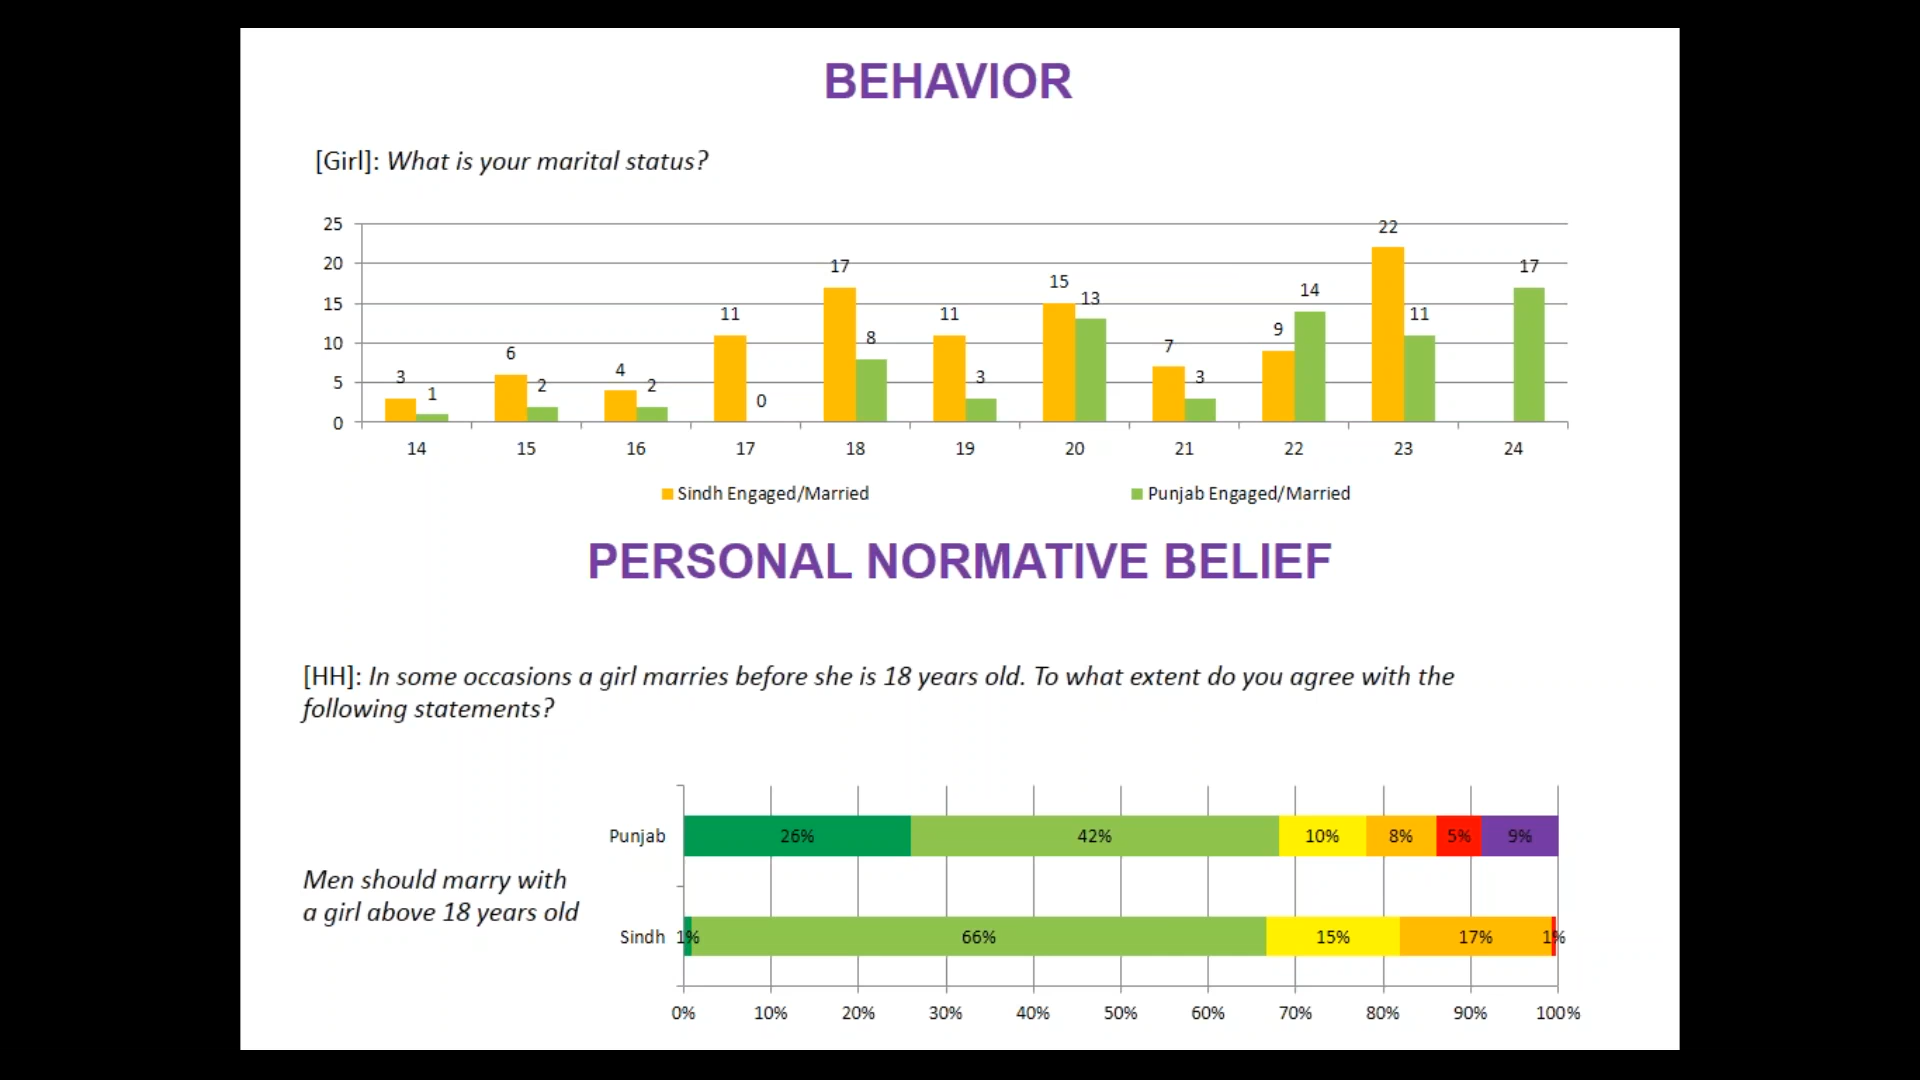 BEHAVIOR
[Girl]: What is your marital status?
25
20
15
10
5
0
3
1
6
2
4
2
11
0
17
8
11
3
15
13
7
3
9
14
22
11
17
14 15 16 17 18 19 20 21 22 23 24
Sindh Engaged/Married Punjab Engaged/Married
PERSONAL NORMATIVE BELIEF
[HH]: In some occasions a girl marries before she is 18 years old. To what extent do you agree with the
following statements?
Men should marry with
a girl above 18 years old
Punjab 26% 42% 10% 8% 5% 9%
Sindh 1% 66% 15% 17% 1%
0% 10% 20% 30% 40% 50% 60% 70% 80% 90% 100%